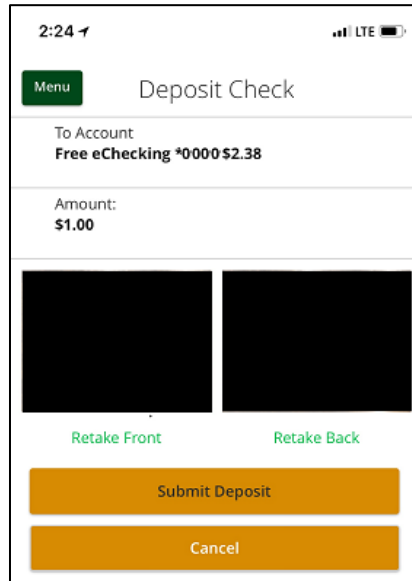 2:24 LTE
Menu Deposit Check
To Account
Free eChecking *0000 $2.38
Amount:
$1.00
Retake Front Retake Back
Submit Deposit
Cancel